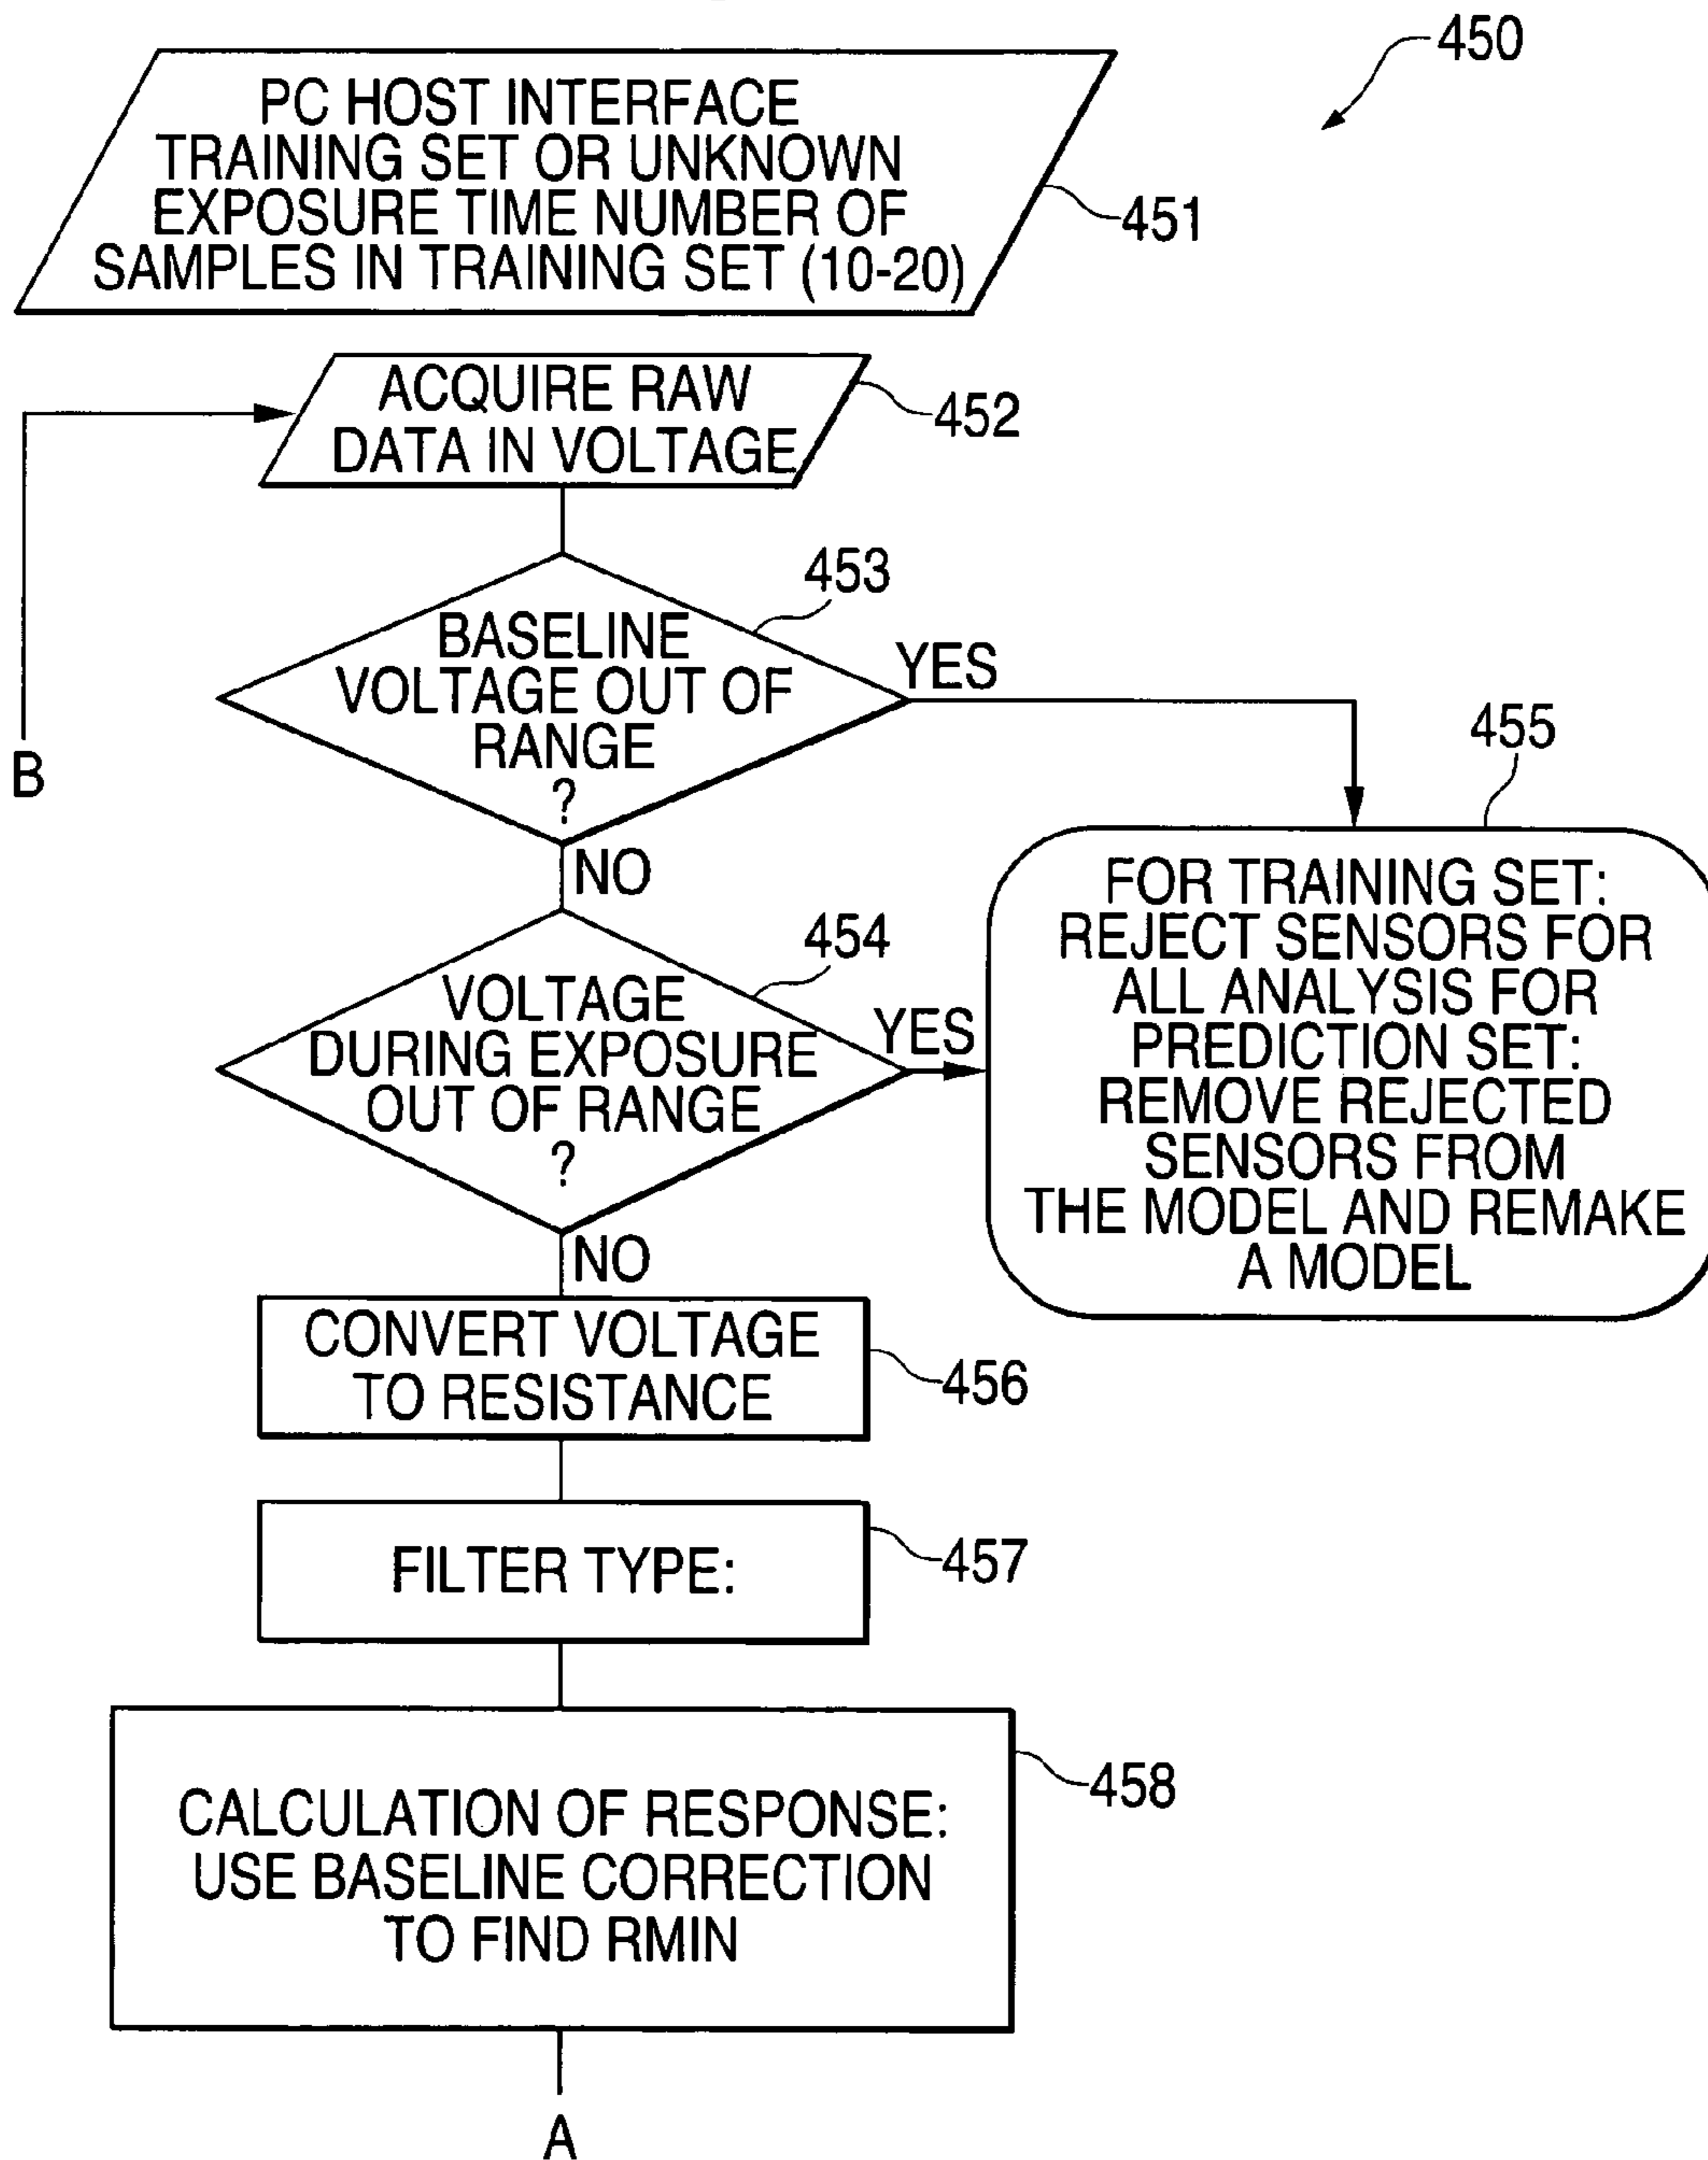 450
PC HOST INTERFACE
TRAINING SET OR UNKNOWN
EXPOSURE TIME NUMBER OF
SAMPLES IN TRAINING SET (10-20)
451
ACQUIRE RAW
DATA IN VOLTAGE
452
453
BASELINE
VOLTAGE OUT OF
RANGE
?
YES
B
NO
455
FOR TRAINING SET:
REJECT SENSORS FOR
ALL ANALYSIS FOR
PREDICTION SET:
REMOVE REJECTED
SENSORS FROM
THE MODEL AND REMAKE
A MODEL
454
VOLTAGE
DURING EXPOSURE
OUT OF RANGE
?
YES
NO
CONVERT VOLTAGE
TO RESISTANCE
456
FILTER TYPE:
457
CALCULATION OF RESPONSE:
USE BASELINE CORRECTION
TO FIND RMIN
458
A